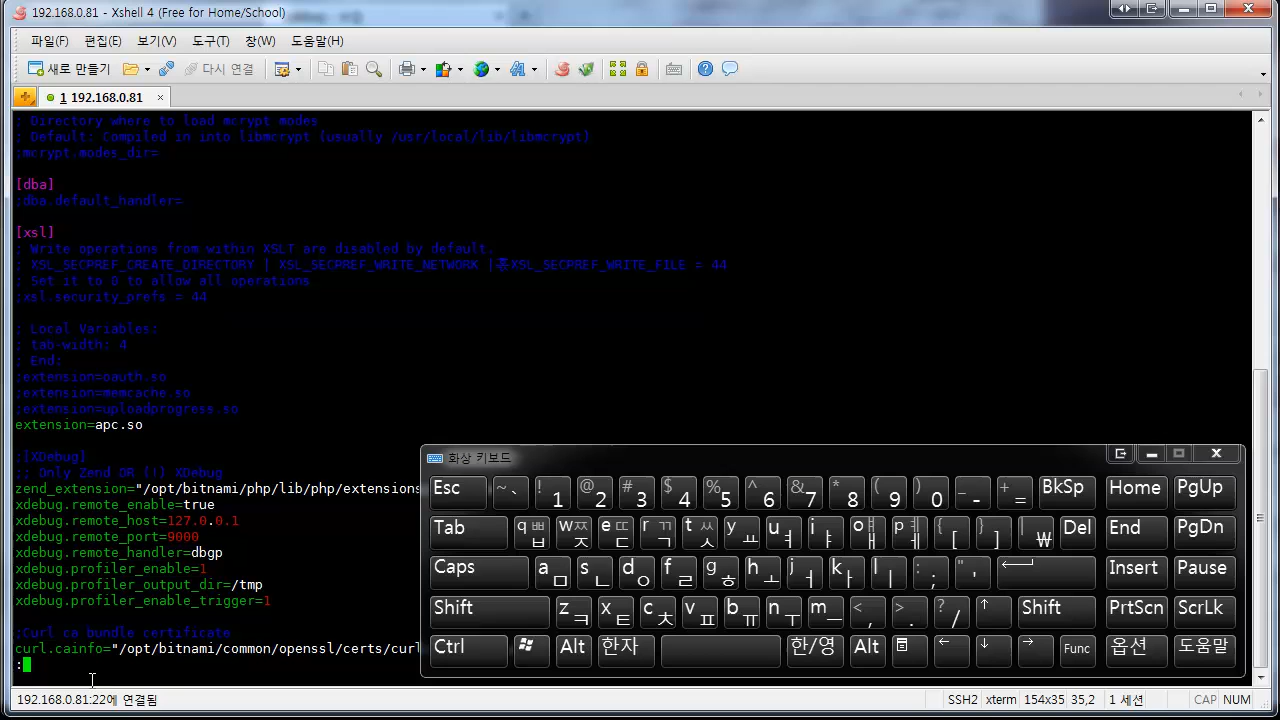 192.168.0.81 - Xshell 4 (Free for Home/School)
파일(F) 편집(E) 보기(V) 도구(T) 창(W) 도움말(H)
새로 만들기 다시 연결
1 192.168.0.81 ×
; Directory where to load mcrypt modes
; Default: Compiled in into libmcrypt (usually /usr/local/lib/libmcrypt)
;mcrypt.modes_dir=
[dba]
;dba.default_handler=
[xsl]
; Write operations from within XSLT are disabled by default.
; XSL_SECPREF_CREATE_DIRECTORY | XSL_SECPREF_WRITE_NETWORK | XSL_SECPREF_WRITE_FILE = 44
; Set it to 0 to allow all operations
;xsl.security_prefs = 44
; Local Variables:
; tab-width: 4
; End:
;extension=oauth.so
;extension=memcache.so
;extension=uploadprogress.so
extension=apc.so
;[XDebug]
;; Only Zend OR (!) XDebug
zend_extension="/opt/bitnami/php/lib/php/extensions
xdebug.remote_enable=true
xdebug.remote_host=127.0.0.1
xdebug.remote_port=9000
xdebug.remote_handler=dbgp
xdebug.profiler_enable=1
xdebug.profiler_output_dir=/tmp
xdebug.profiler_enable_trigger=1
;Curl ca bundle certificate
curl.cainfo="/opt/bitnami/common/openssl/certs/curl
:
화상 키보드
Esc ~ ` ! 1 @ 2 # 3 $ 4 % 5 ^ 6 & 7 * 8 ( 9 ) 0 _ - + = BkSp Home PgUp
Tab q ㅃ ㅂ w ㅉ ㅈ e ㄸ ㄷ r ㄲ ㄱ t ㅆ ㅅ y ㅛ u ㅕ i ㅑ o ㅒ ㅐ p ㅖ ㅔ { [ } ] | ₩ Del End PgDn
Caps a ㅁ s ㄴ d ㅇ f ㄹ g ㅎ h ㅗ j ㅓ k ㅏ l ㅣ : ; " ' Insert Pause
Shift z ㅋ x ㅌ c ㅊ v ㅍ b ㅠ n ㅜ m ㅡ < , > . ? / ↑ Shift PrtScn ScrLk
Ctrl Alt 한자 한/영 Alt ← ↓ → Func 옵션 도움말
192.168.0.81:22에 연결됨 SSH2 xterm 154x35 35,2 1 세션 CAP NUM